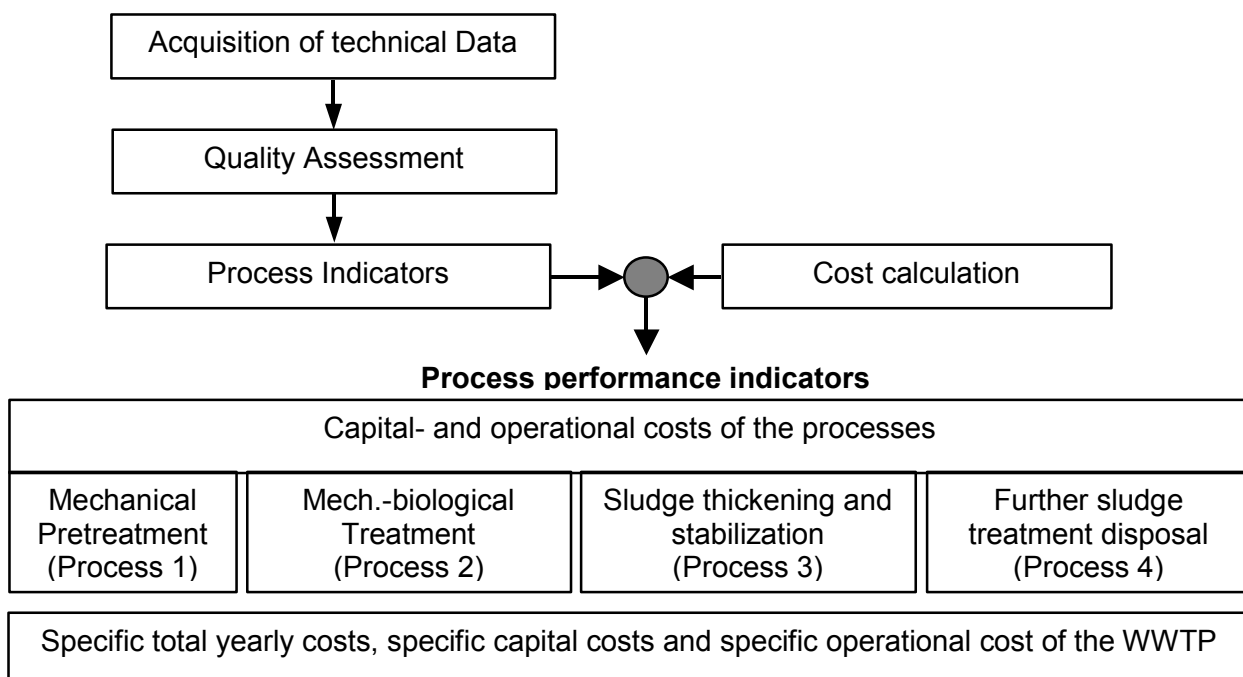 Acquisition of technical Data
Quality Assessment
Process Indicators
Cost calculation
Process performance indicators
Capital- and operational costs of the processes
Mechanical
Pretreatment
(Process 1)
Mech.-biological
Treatment
(Process 2)
Sludge thickening and
stabilization
(Process 3)
Further sludge
treatment disposal
(Process 4)
Specific total yearly costs, specific capital costs and specific operational cost of the WWTP